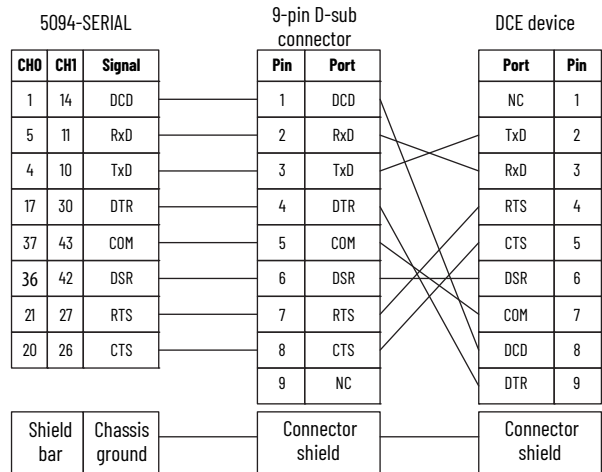 5094-SERIAL
CH0 CH1 Signal
1 14 DCD
5 11 RxD
4 10 TxD
17 30 DTR
37 43 COM
36 42 DSR
21 27 RTS
20 26 CTS
Shield bar
Chassis ground
9-pin D-sub
connector
Pin Port
1 DCD
2 RxD
3 TxD
4 DTR
5 COM
6 DSR
7 RTS
8 CTS
9 NC
Connector
shield
DCE device
Port Pin
NC 1
TxD 2
RxD 3
RTS 4
CTS 5
DSR 6
COM 7
DCD 8
DTR 9
Connector
shield